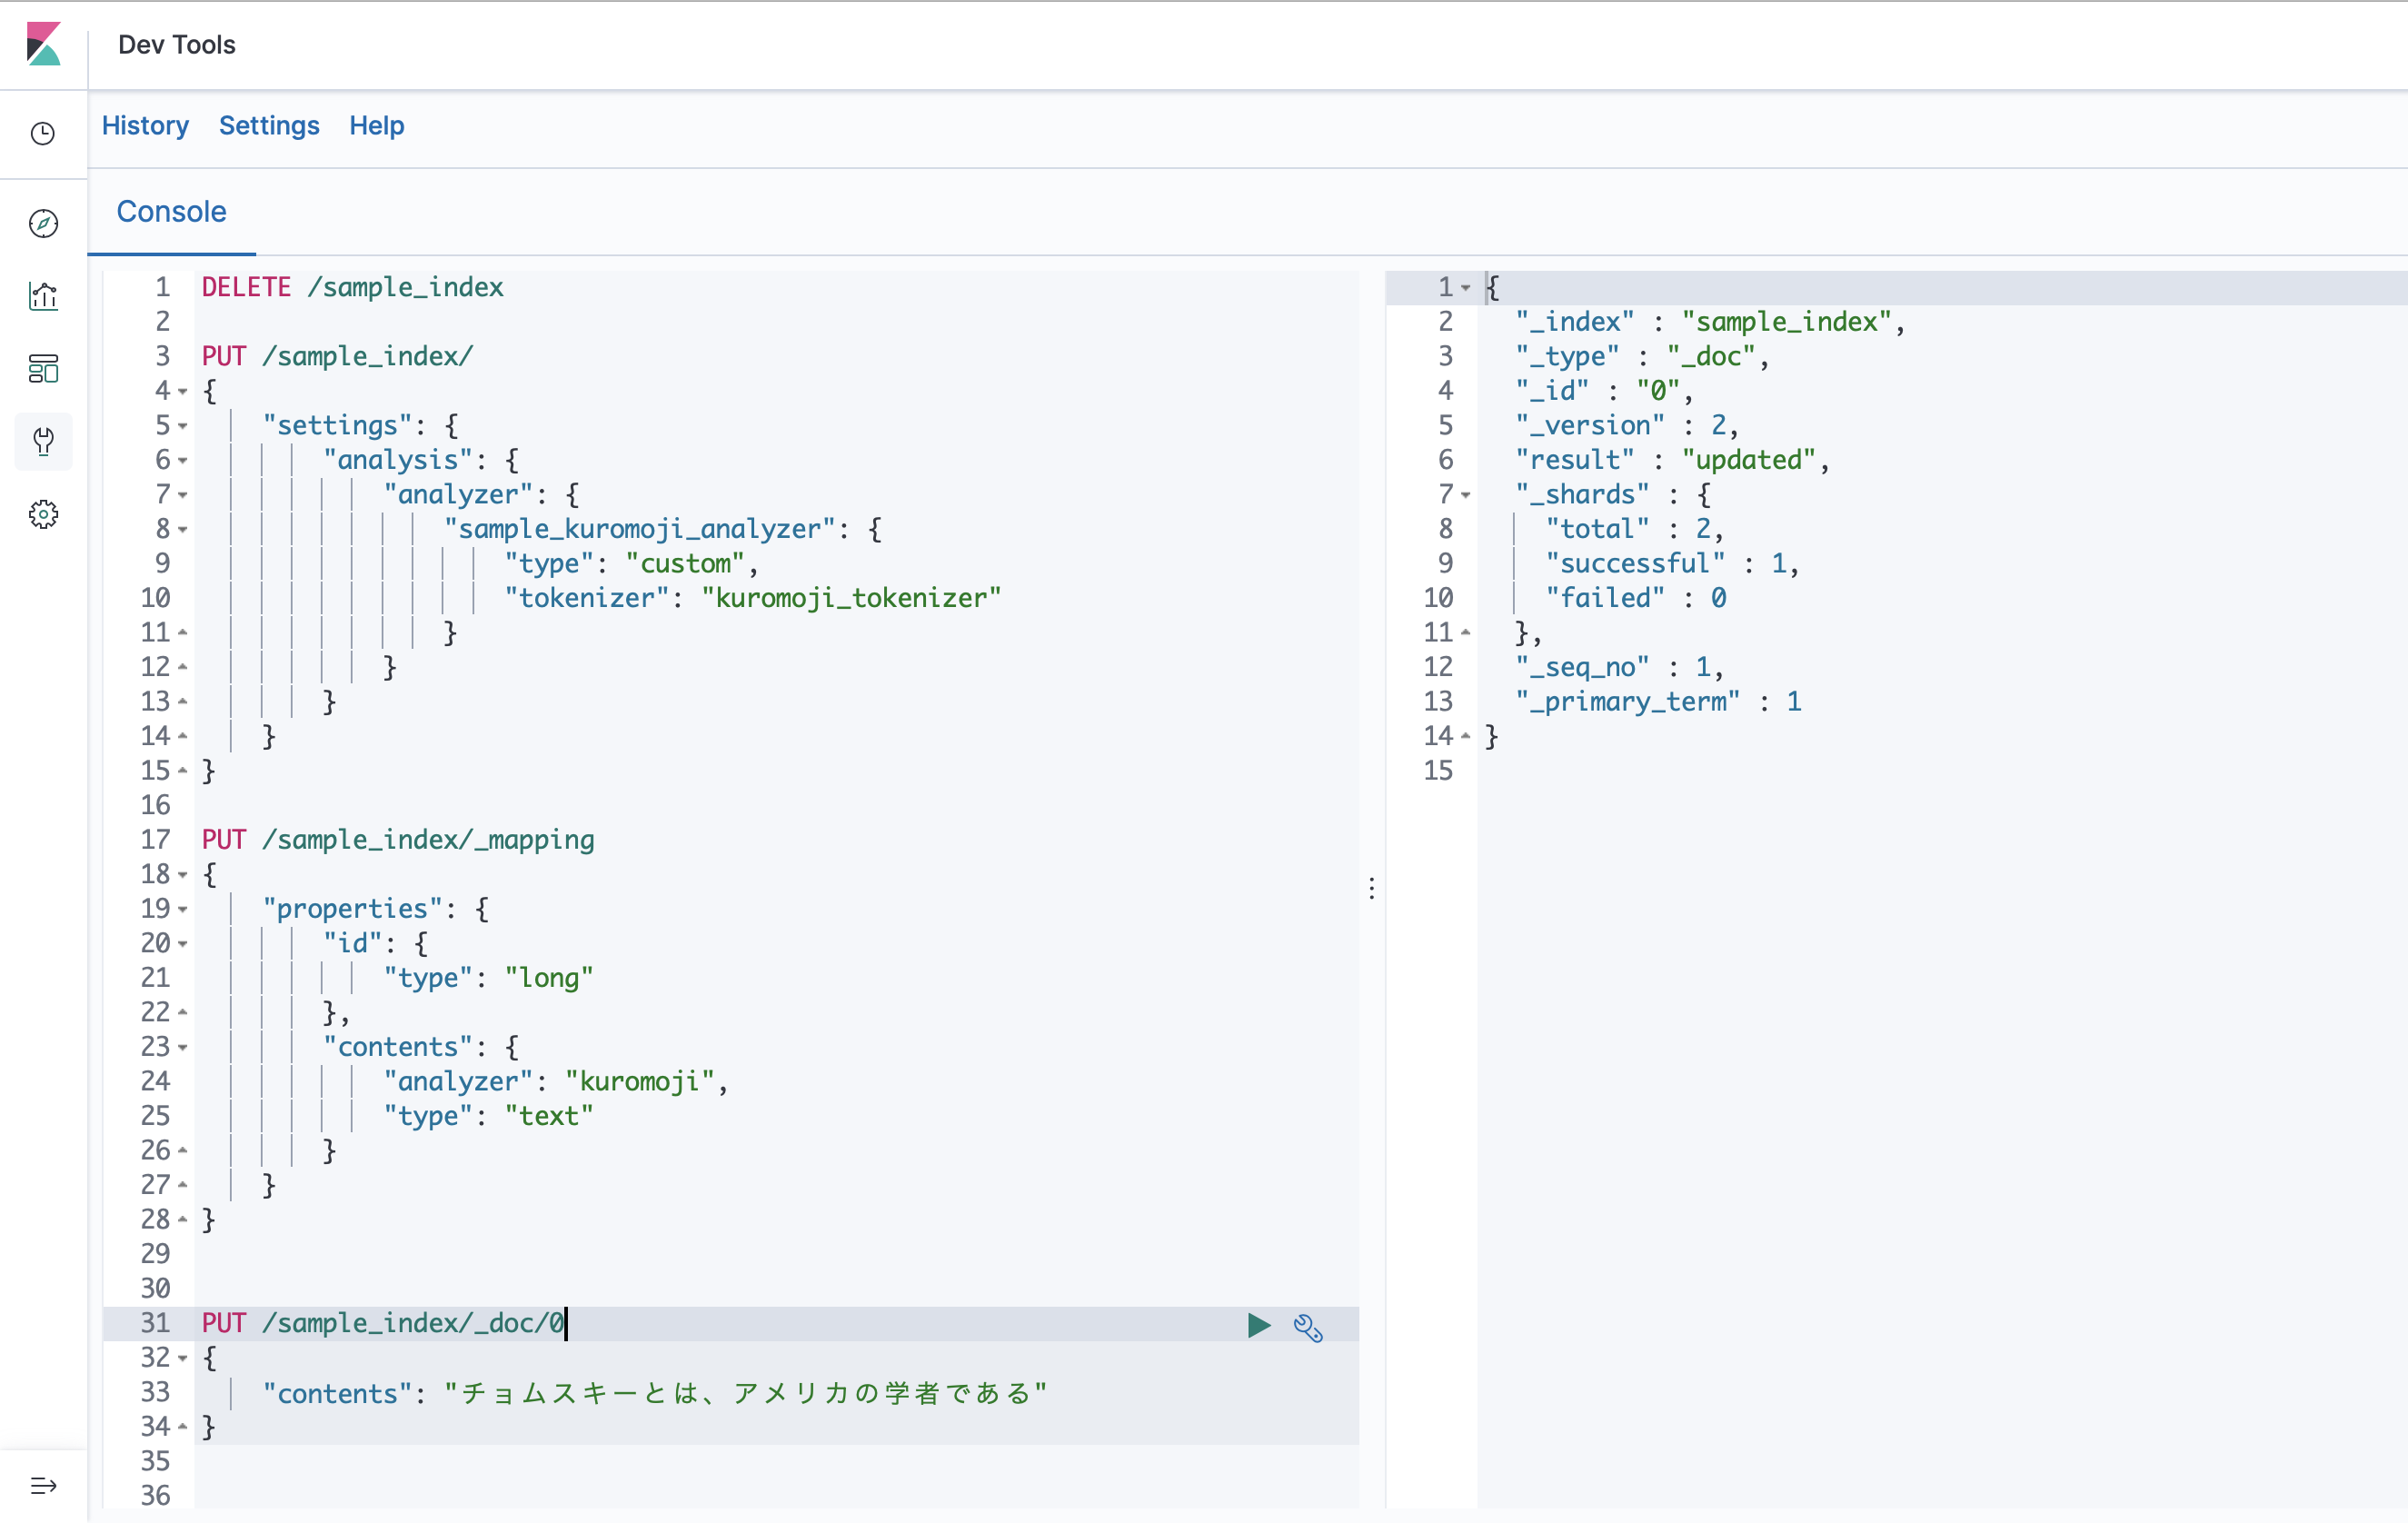 Dev Tools
History Settings Help
Console
1 DELETE /sample_index
2
3 PUT /sample_index/
4 {
5 "settings": {
6 "analysis": {
7 "analyzer": {
8 "sample_kuromoji_analyzer": {
9 "type": "custom",
10 "tokenizer": "kuromoji_tokenizer"
11 }
12 }
13 }
14 }
15 }
16
17 PUT /sample_index/_mapping
18 {
19 "properties": {
20 "id": {
21 "type": "long"
22 },
23 "contents": {
24 "analyzer": "kuromoji",
25 "type": "text"
26 }
27 }
28 }
29
30
31 PUT /sample_index/_doc/0
32 {
33 "contents": "チョムスキーとは、アメリカの学者である"
34 }
35
36
1 {
2 "_index" : "sample_index",
3 "_type" : "_doc",
4 "_id" : "0",
5 "_version" : 2,
6 "result" : "updated",
7 "_shards" : {
8 "total" : 2,
9 "successful" : 1,
10 "failed" : 0
11 },
12 "_seq_no" : 1,
13 "_primary_term" : 1
14 }
15